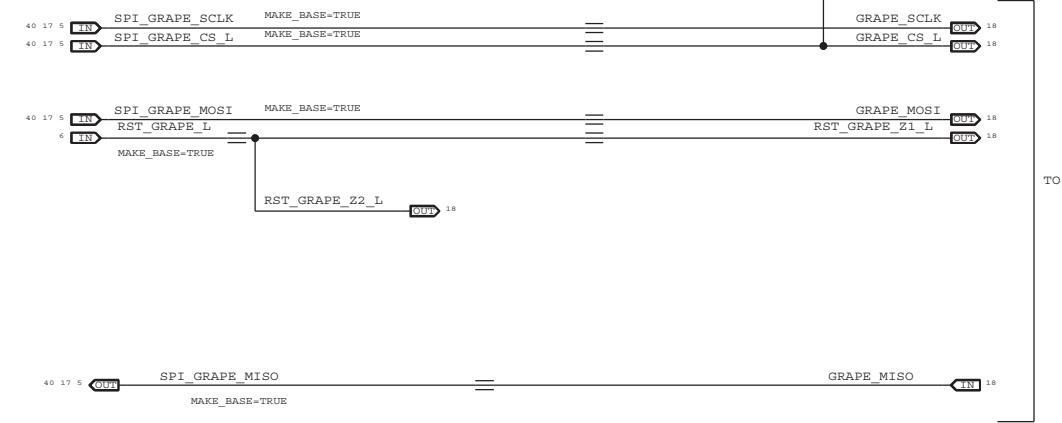 SPI_GRAPE_SCLK MAKE_BASE=TRUE GRAPE_SCLK
40 17 5 IN OUT 18
SPI_GRAPE_CS_L MAKE_BASE=TRUE GRAPE_CS_L
40 17 5 IN OUT 18
SPI_GRAPE_MOSI MAKE_BASE=TRUE GRAPE_MOSI
40 17 5 IN OUT 18
RST_GRAPE_L RST_GRAPE_Z1_L
6 IN OUT 18
MAKE_BASE=TRUE
TO
RST_GRAPE_Z2_L
OUT 18
SPI_GRAPE_MISO GRAPE_MISO
40 17 5 OUT IN 18
MAKE_BASE=TRUE